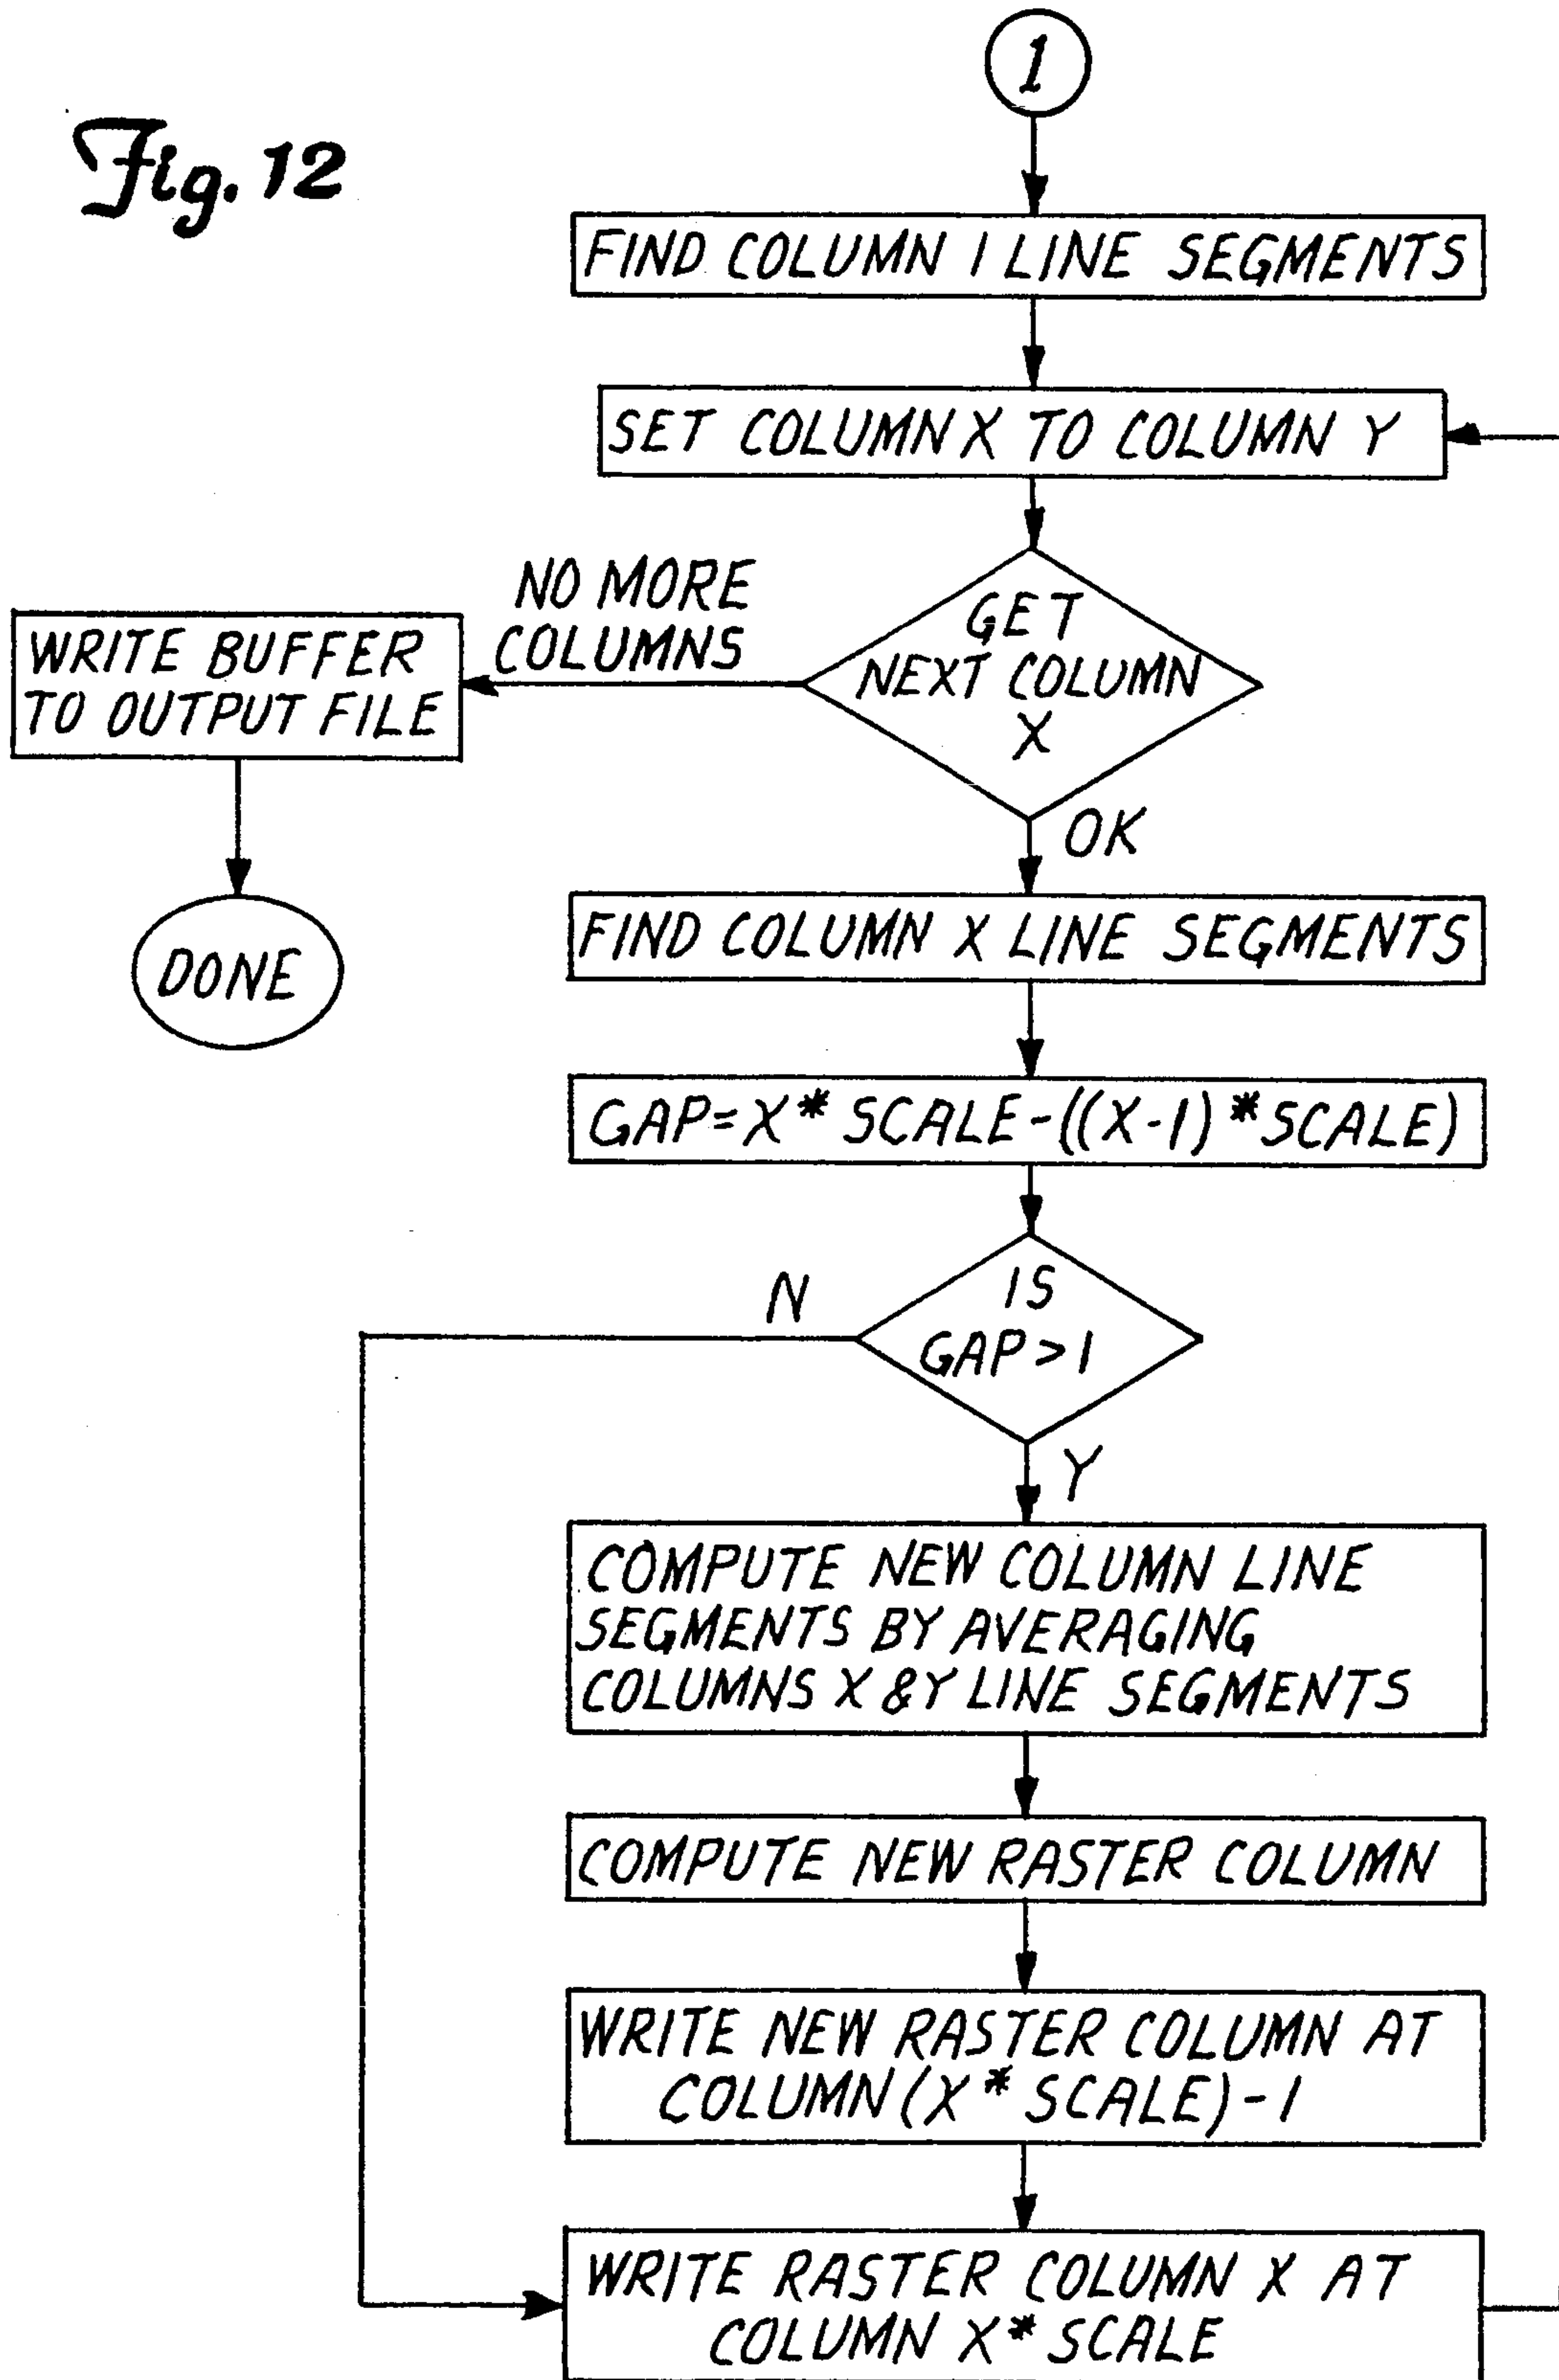 1
Fig. 12
FIND COLUMN 1 LINE SEGMENTS
SET COLUMN X TO COLUMN Y
NO MORE
COLUMNS
GET
NEXT COLUMN
X
WRITE BUFFER
TO OUTPUT FILE
OK
DONE
FIND COLUMN X LINE SEGMENTS
GAP=X* SCALE-((X-1)*SCALE)
N
IS
GAP>1
Y
COMPUTE NEW COLUMN LINE
SEGMENTS BY AVERAGING
COLUMNS X &Y LINE SEGMENTS
COMPUTE NEW RASTER COLUMN
WRITE NEW RASTER COLUMN AT
COLUMN(X* SCALE)-1
WRITE RASTER COLUMN X AT
COLUMN X* SCALE